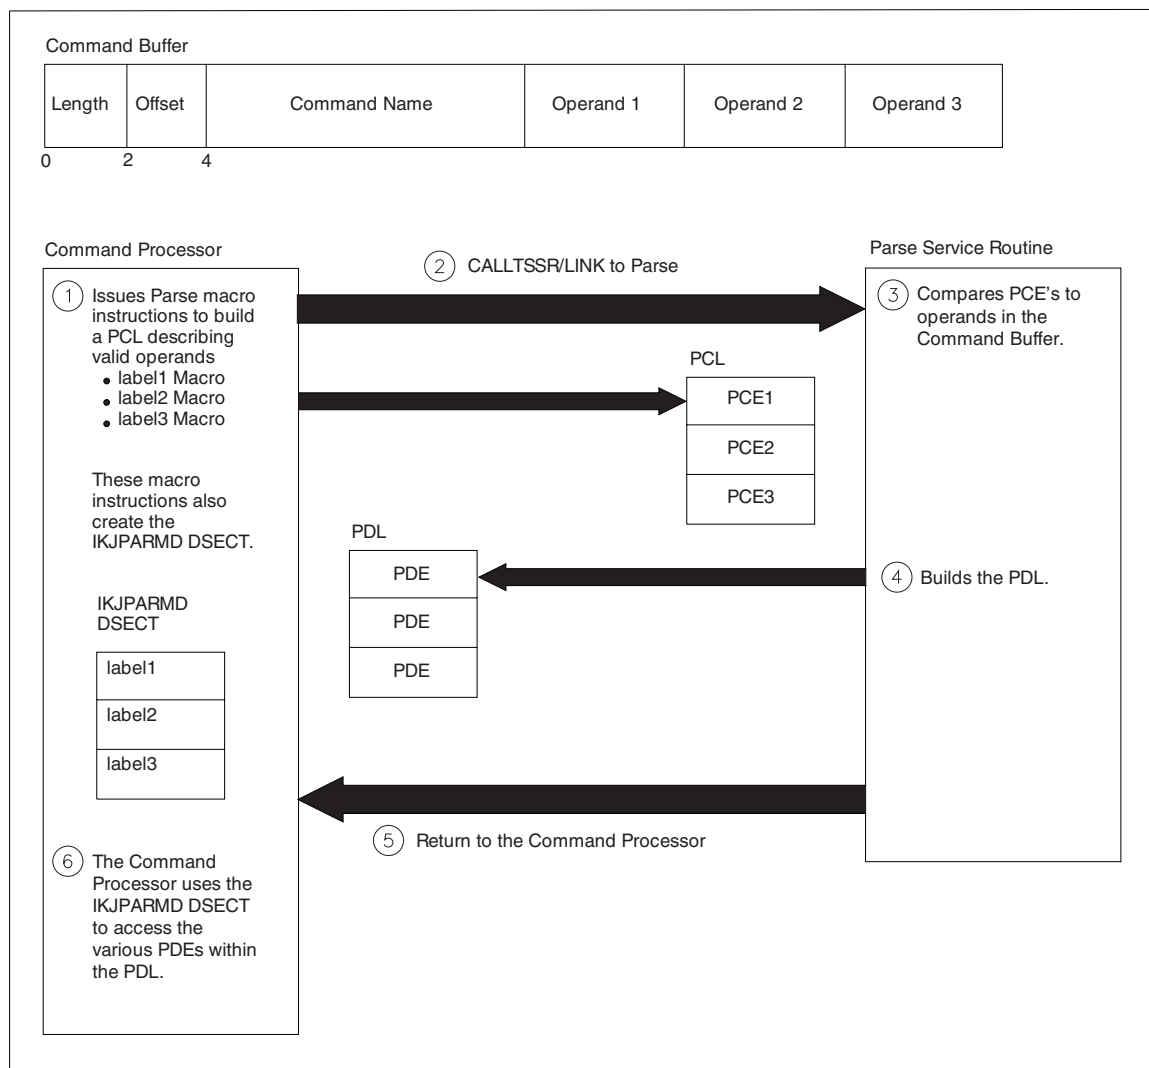 Command Buffer
Length Offset Command Name Operand 1 Operand 2 Operand 3
0 2 4
Command Processor
1 Issues Parse macro
instructions to build
a PCL describing
valid operands
• label1 Macro
• label2 Macro
• label3 Macro
These macro
instructions also
create the
IKJPARMD DSECT.
IKJPARMD
DSECT
label1
label2
label3
6 The Command
Processor uses the
IKJPARMD DSECT
to access the
various PDEs within
the PDL.
2 CALLTSSR/LINK to Parse
PCL
PCE1
PCE2
PCE3
PDL
PDE
PDE
PDE
5 Return to the Command Processor
Parse Service Routine
3 Compares PCE's to
operands in the
Command Buffer.
4 Builds the PDL.